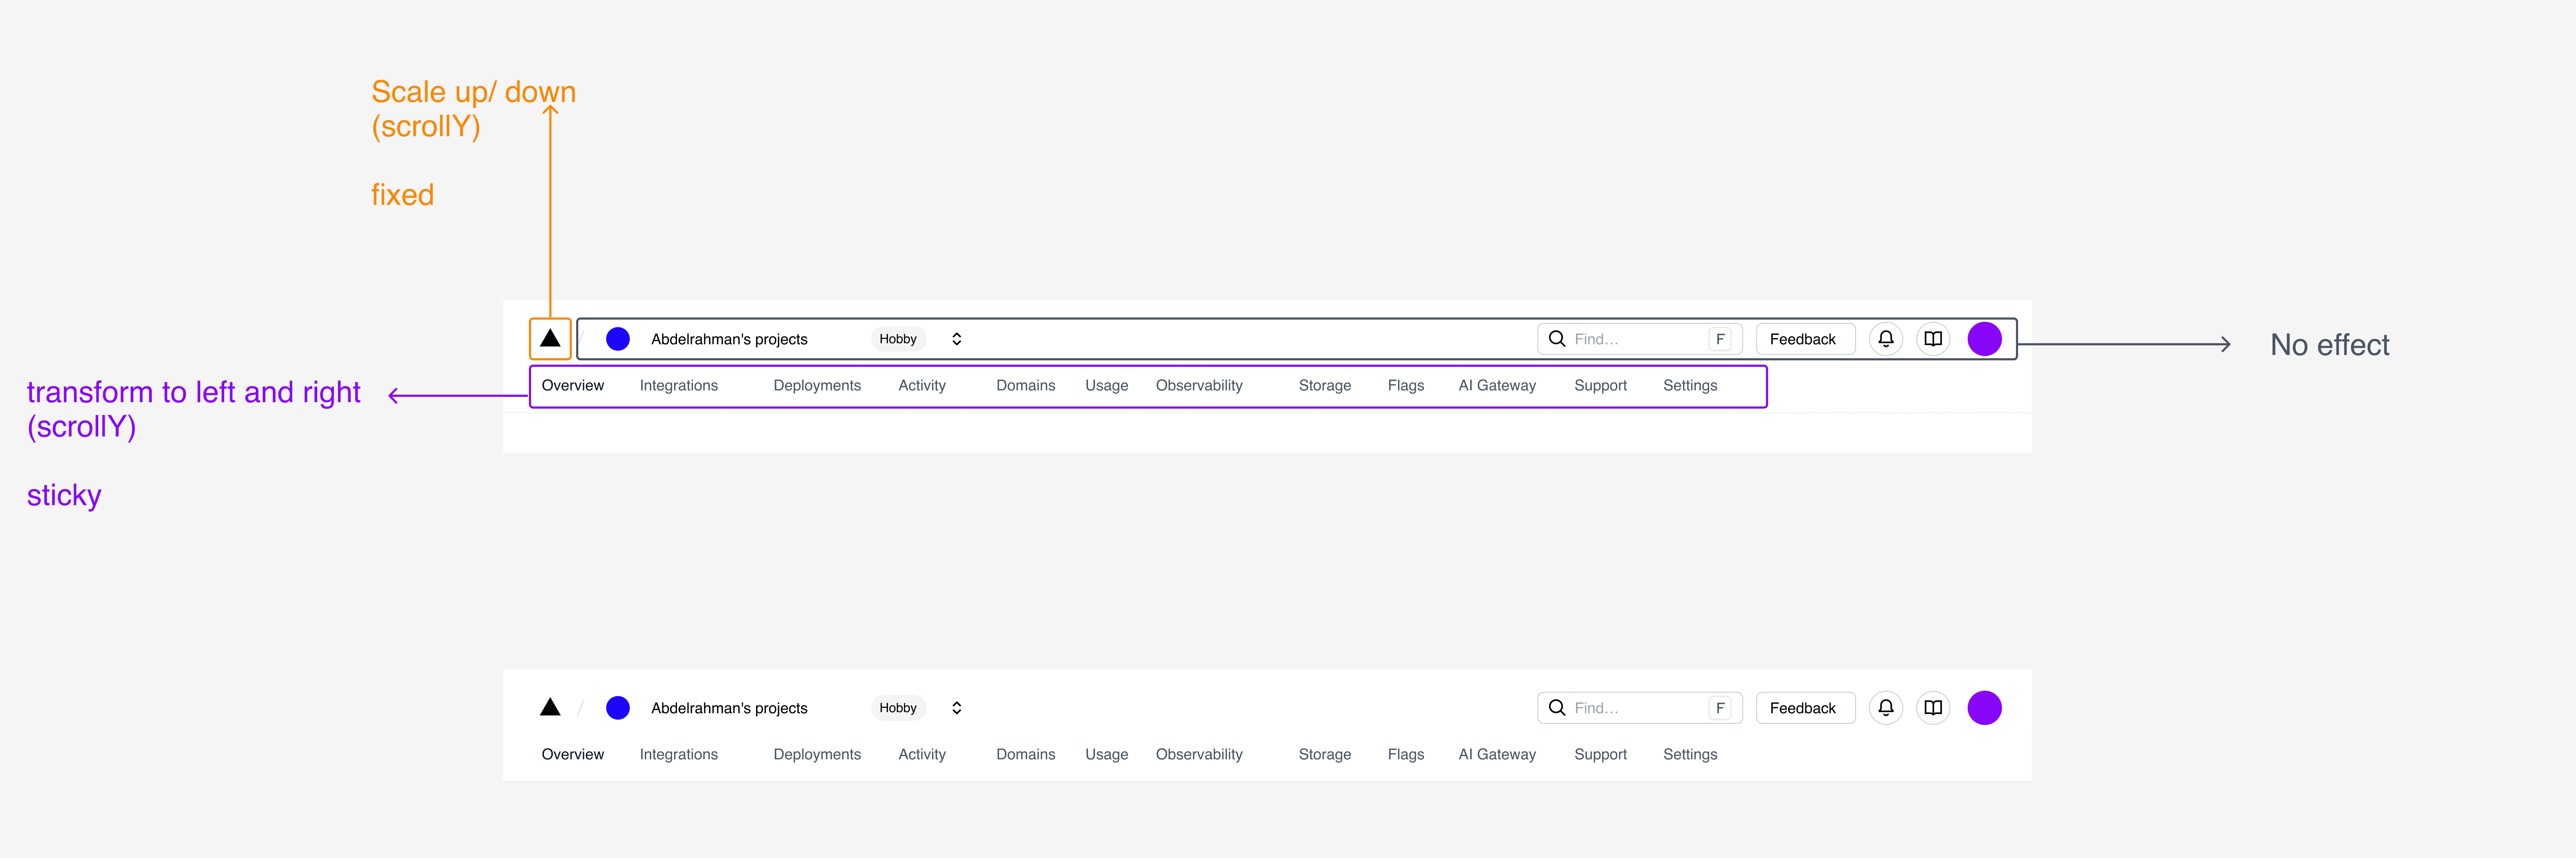 Scale up/ down
(scrollY)
fixed
/ Abdelrahman's projects Hobby Find... F Feedback
No effect
Overview Integrations Deployments Activity Domains Usage Observability Storage Flags AI Gateway Support Settings
transform to left and right
(scrollY)
sticky
/ Abdelrahman's projects Hobby Find... F Feedback
Overview Integrations Deployments Activity Domains Usage Observability Storage Flags AI Gateway Support Settings